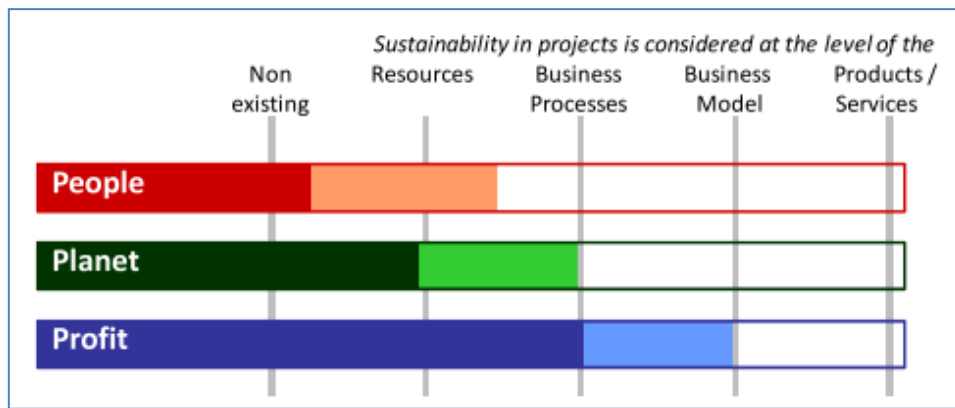 Sustainability in projects is considered at the level of the
Non
existing
Resources
Business
Processes
Business
Model
Products /
Services
People
Planet
Profit